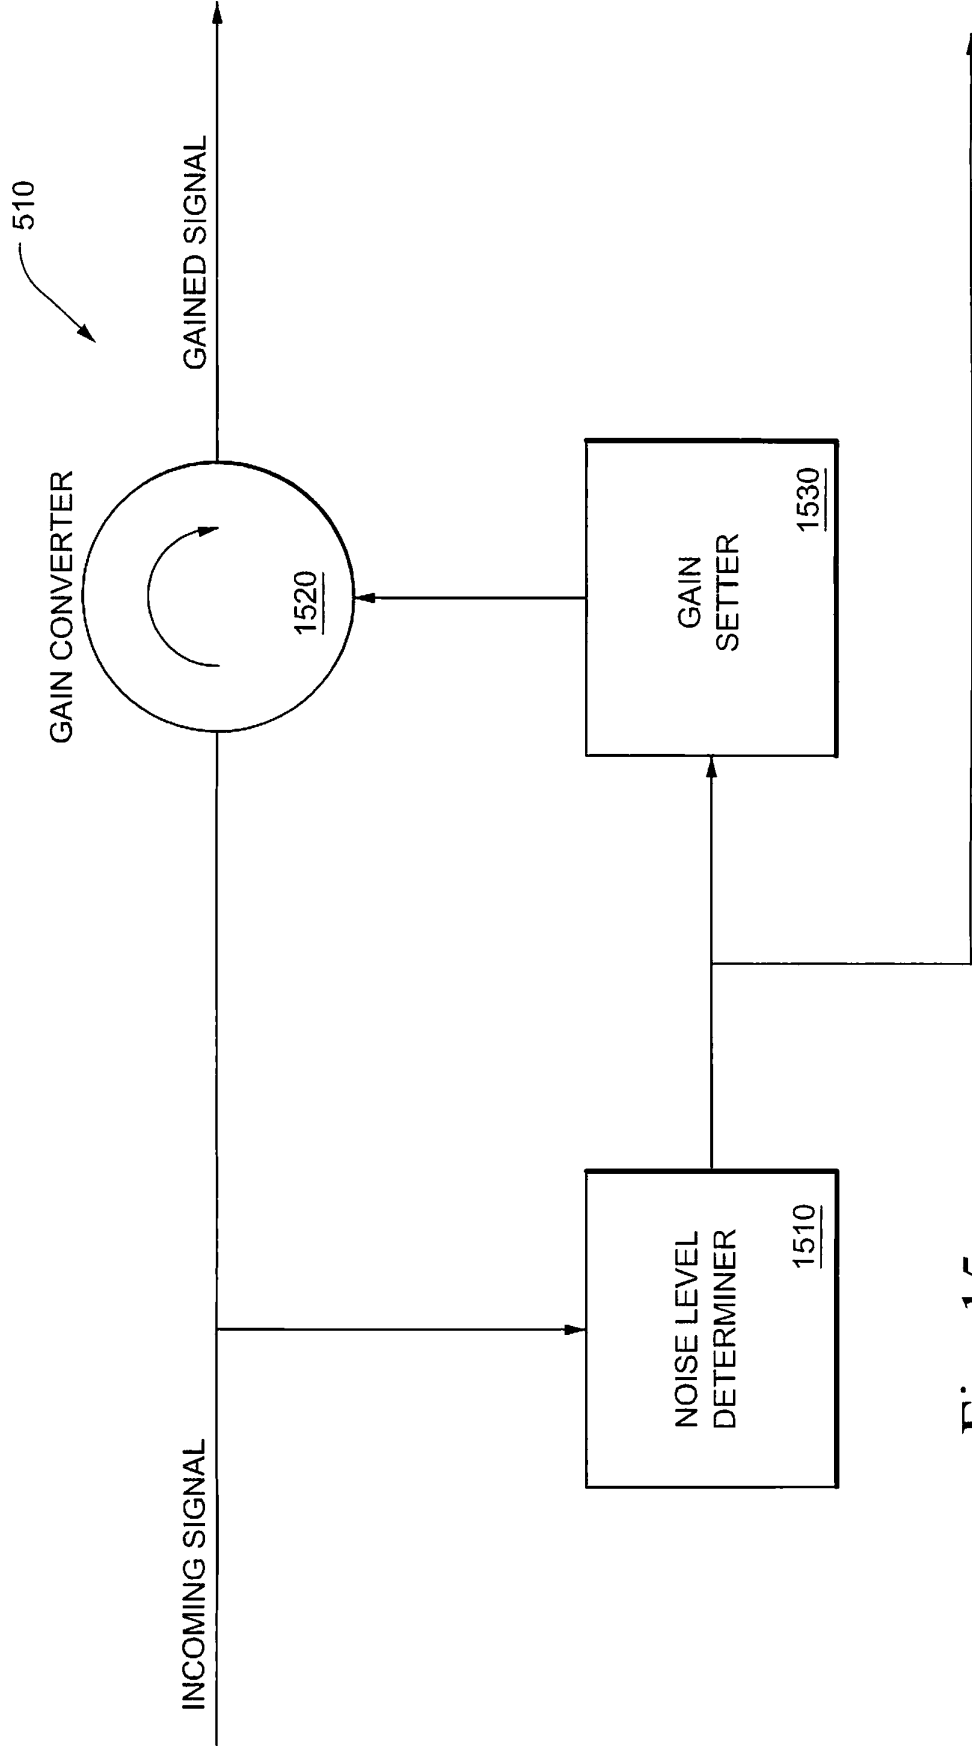 510
INCOMING SIGNAL
GAIN CONVERTER
GAINED SIGNAL
1520
NOISE LEVEL
DETERMINER
1510
GAIN
SETTER
1530